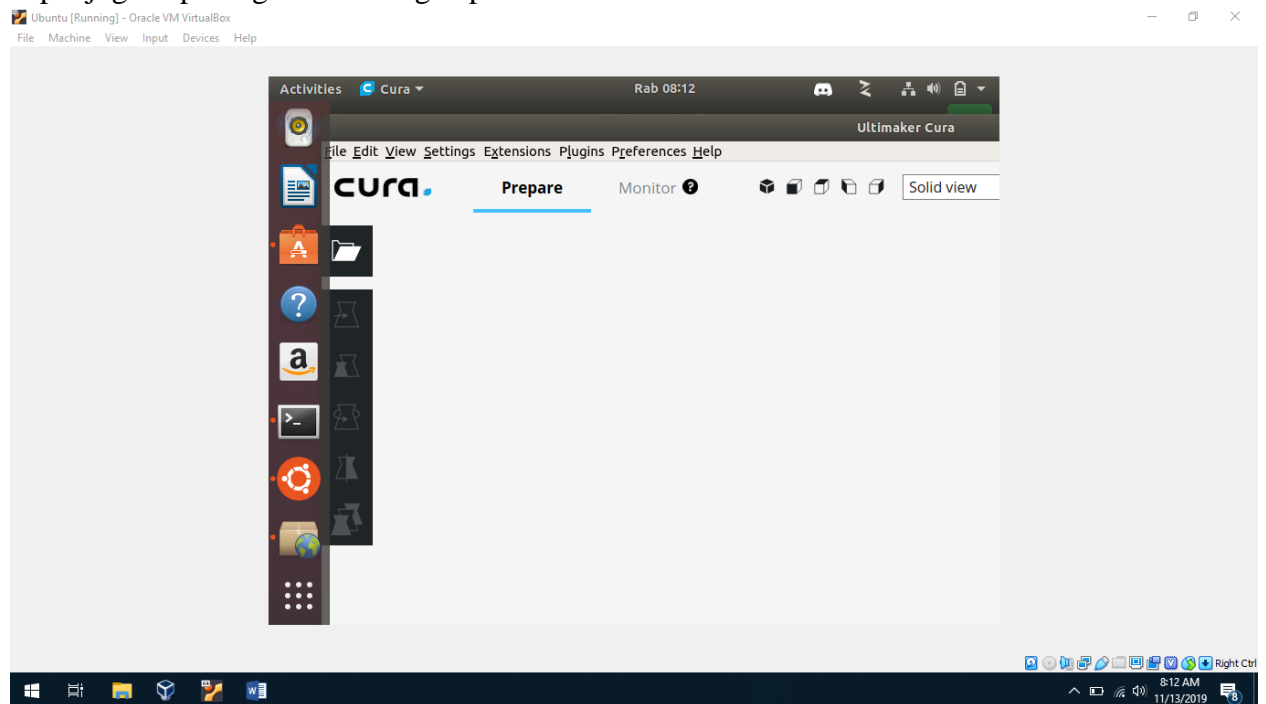 Ubuntu [Running] - Oracle VM VirtualBox
File Machine View Input Devices Help
Activities Cura Rab 08:12
Ultimaker Cura
File Edit View Settings Extensions Plugins Preferences Help
cura. Prepare Monitor ? Solid view
A
?
a
>_
Right Ctrl
W 8:12 AM
11/13/2019 8